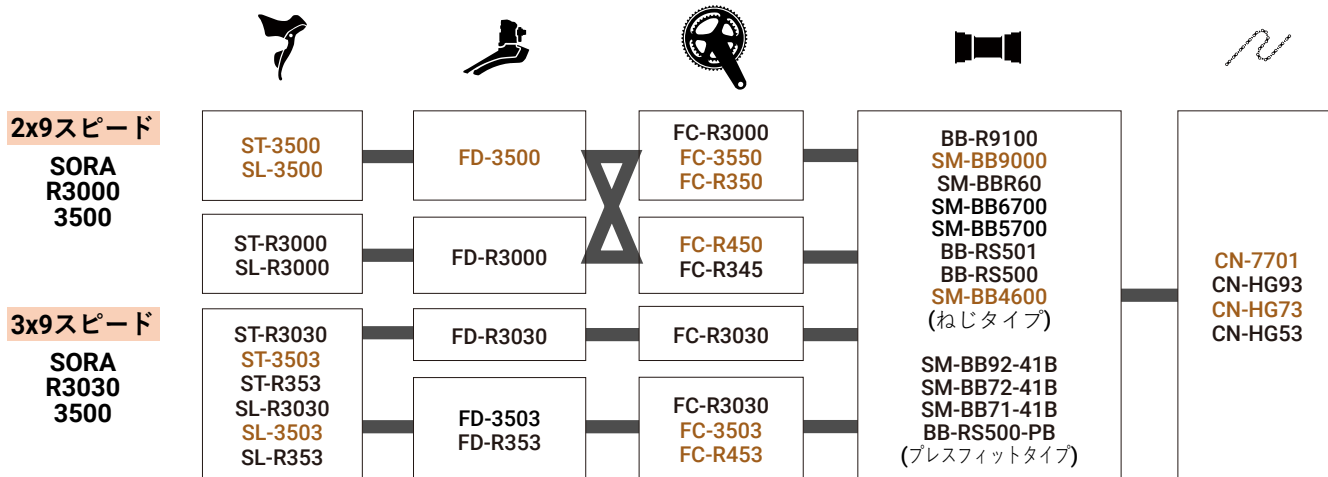 2x9スピード
SORA
R3000
3500
ST-3500
SL-3500
FD-3500
FC-R3000
FC-3550
FC-R350
ST-R3000
SL-R3000
FD-R3000
FC-R450
FC-R345
3x9スピード
SORA
R3030
3500
ST-R3030
ST-3503
ST-R353
SL-R3030
SL-3503
SL-R353
FD-R3030
FC-R3030
FD-3503
FD-R353
FC-R3030
FC-3503
FC-R453
BB-R9100
SM-BB9000
SM-BBR60
SM-BB6700
SM-BB5700
BB-RS501
BB-RS500
SM-BB4600
(ねじタイプ)
SM-BB92-41B
SM-BB72-41B
SM-BB71-41B
BB-RS500-PB
(プレスフィットタイプ)
CN-7701
CN-HG93
CN-HG73
CN-HG53